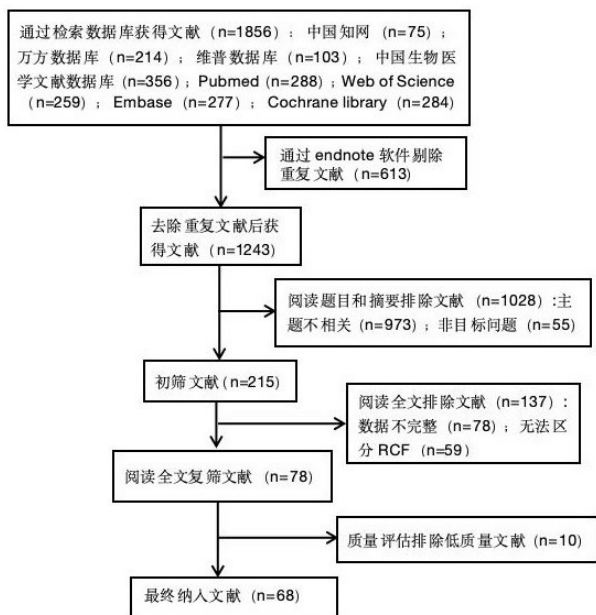 通过检索数据库获得文献（n=1856）：中国知网（n=75）；
万方数据库(n=214)；维普数据库(n=103)；中国生物医
学文献数据库(n=356)；Pubmed(n=288)；Web of Science
(n=259)；Embase(n=277)；Cochrane library(n=284)
通过 endnote 软件剔除
重复文献(n=613)
去除重复文献后获
得文献（n=1243)
阅读题目和摘要排除文献（n=1028）:主
题不相关(n=973)；非目标问题(n=55)
初筛文献(n=215)
阅读全文排除文献（n=137）:
数据不完整(n=78)；无法区
分 RCF (n=59)
阅读全文复筛文献（n=78)
质量评估排除低质量文献（n=10）
最终纳入文献(n=68)